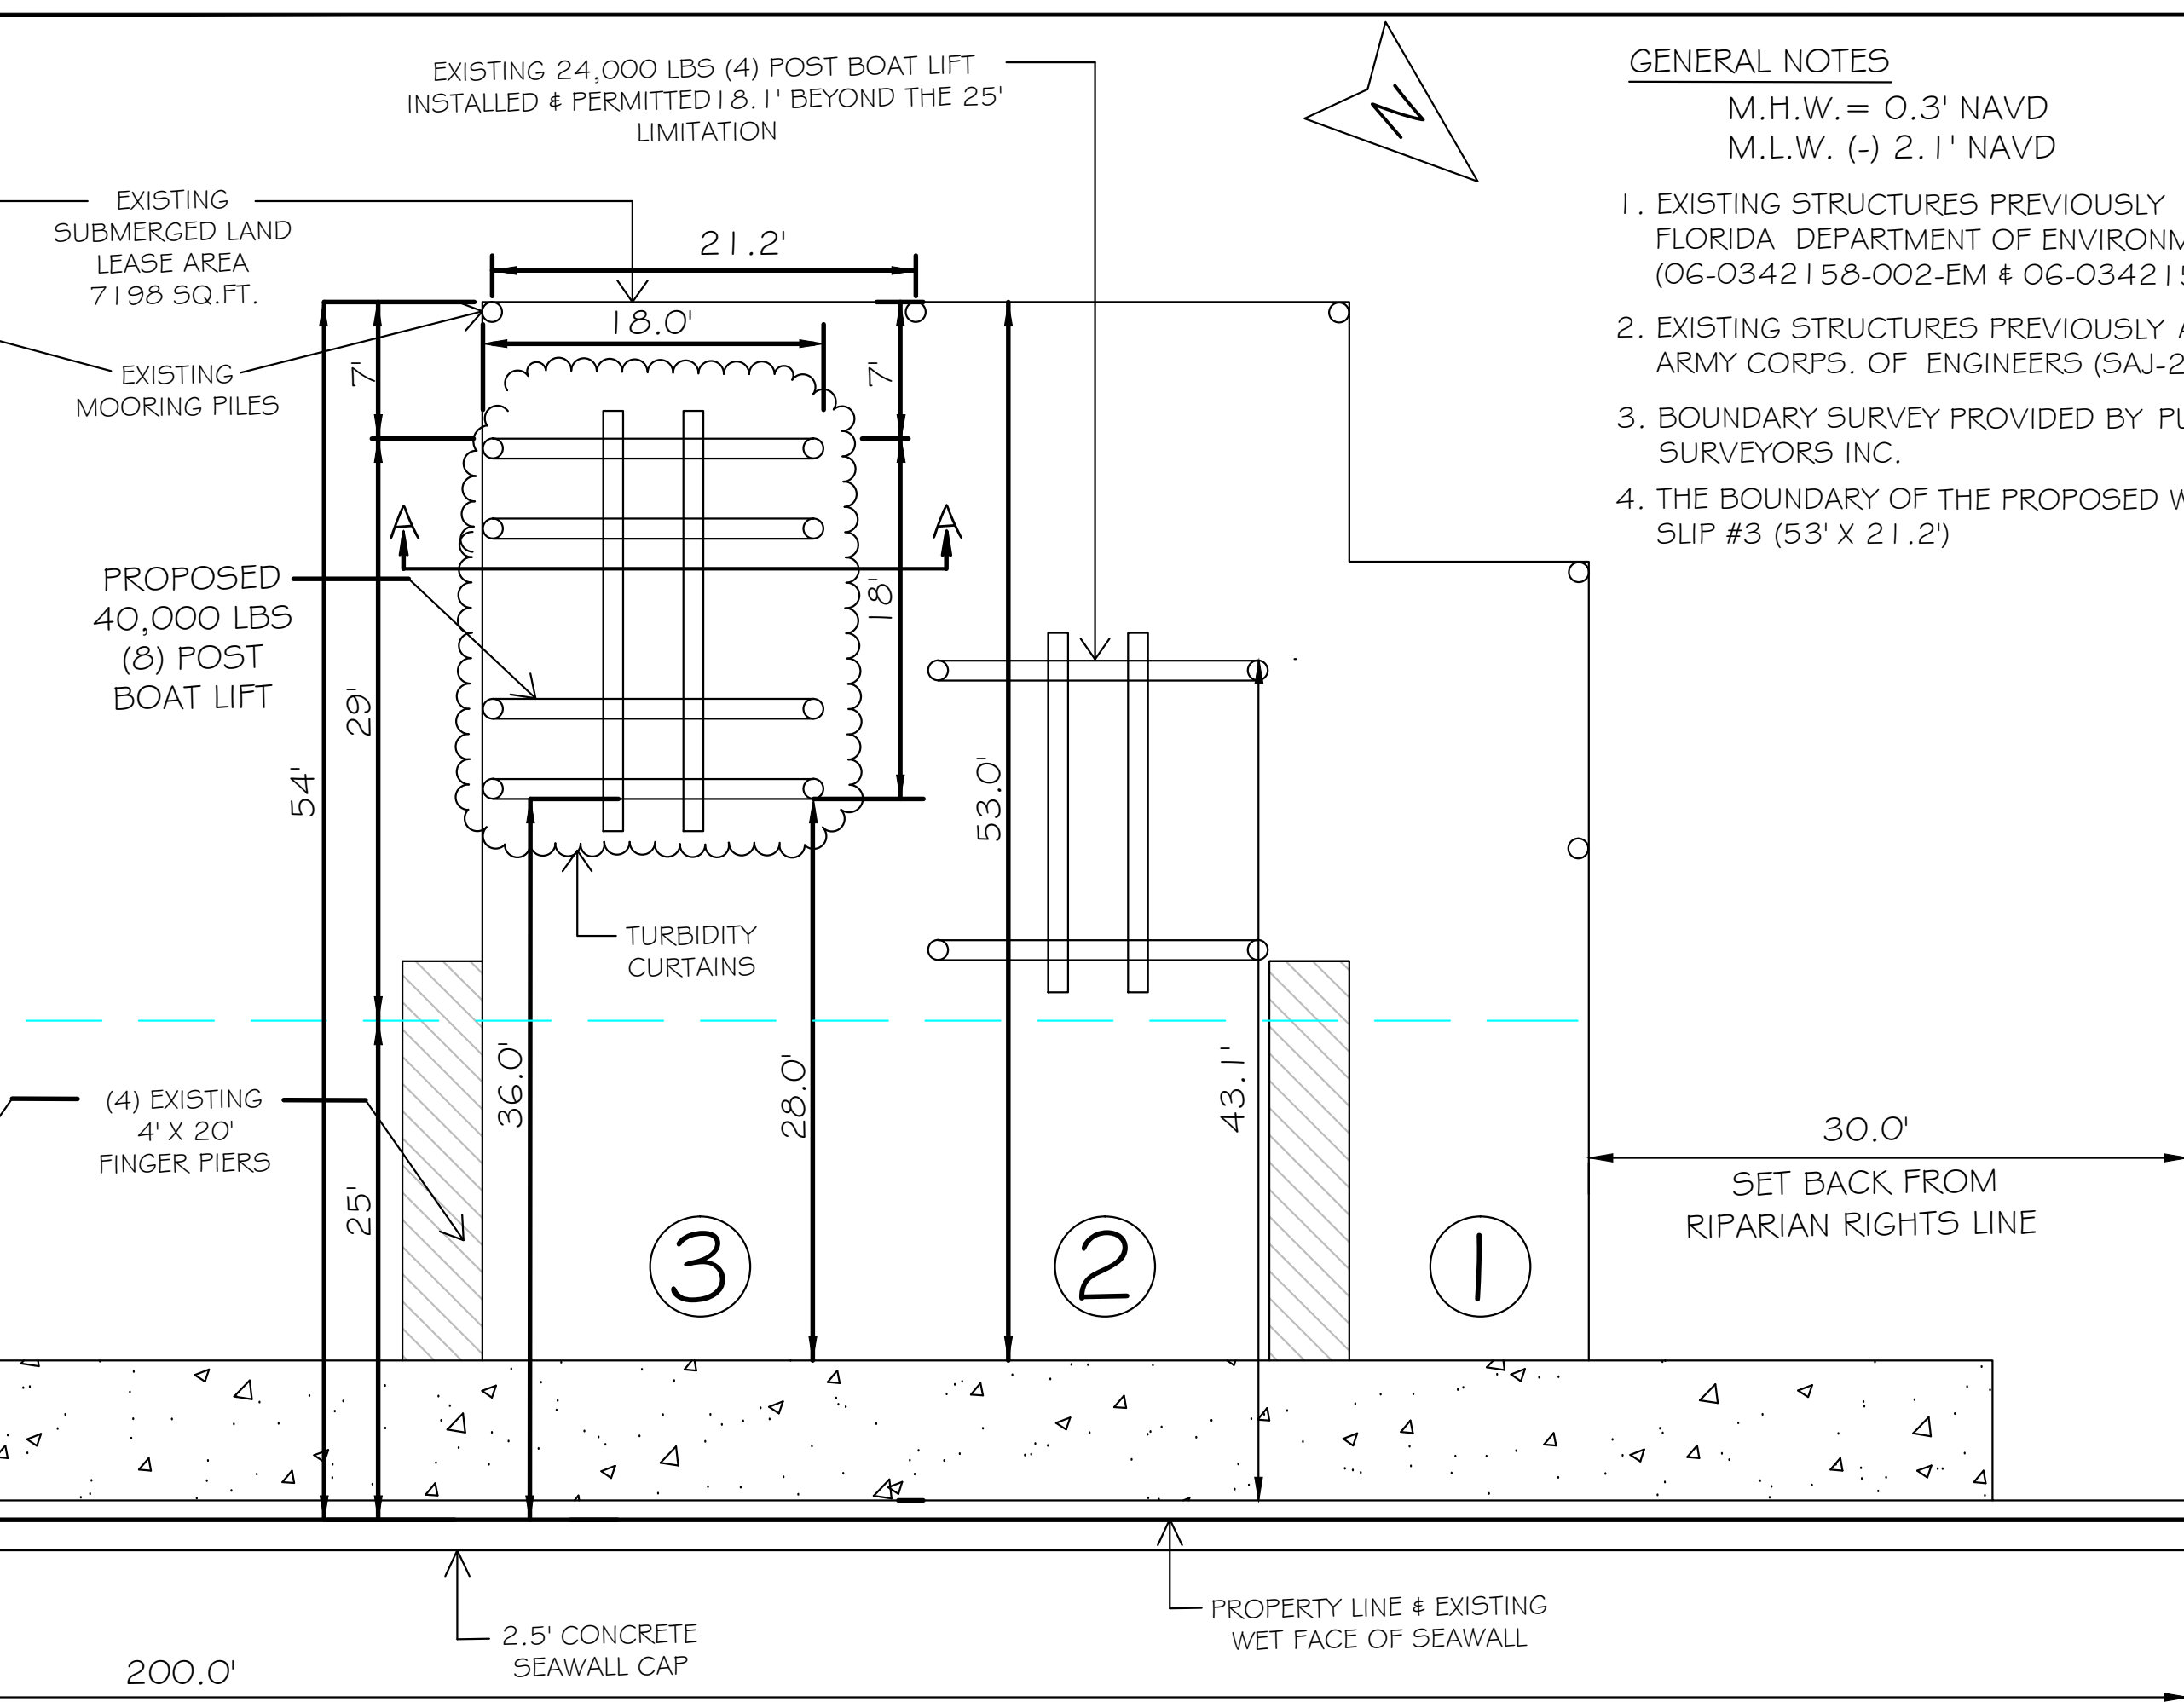 EXISTING 24,000 LBS (4) POST BOAT LIFT
INSTALLED & PERMITTED 18.1' BEYOND THE 25'
LIMITATION
N
GENERAL NOTES
M.H.W. = 0.3' NAVD
M.L.W. (-) 2.1' NAVD
1. EXISTING STRUCTURES PREVIOUSLY
FLORIDA DEPARTMENT OF ENVIRONM
(06-0342158-002-EM & 06-034215
2. EXISTING STRUCTURES PREVIOUSLY A
ARMY CORPS. OF ENGINEERS (SAJ-2
3. BOUNDARY SURVEY PROVIDED BY PU
SURVEYORS INC.
4. THE BOUNDARY OF THE PROPOSED W
SLIP #3 (53' X 21.2')
EXISTING
SUBMERGED LAND
LEASE AREA
7198 SQ.FT.
EXISTING
MOORING PILES
21.2'
18.0'
7'
7'
A
A
PROPOSED
40,000 LBS
(8) POST
BOAT LIFT
18'
29'
54'
53.0'
TURBIDITY
CURTAINS
36.0'
28.0'
43.1'
(4) EXISTING
4' X 20'
FINGER PIERS
25'
3
2
1
30.0'
SET BACK FROM
RIPARIAN RIGHTS LINE
2.5' CONCRETE
SEAWALL CAP
PROPERTY LINE & EXISTING
WET FACE OF SEAWALL
200.0'